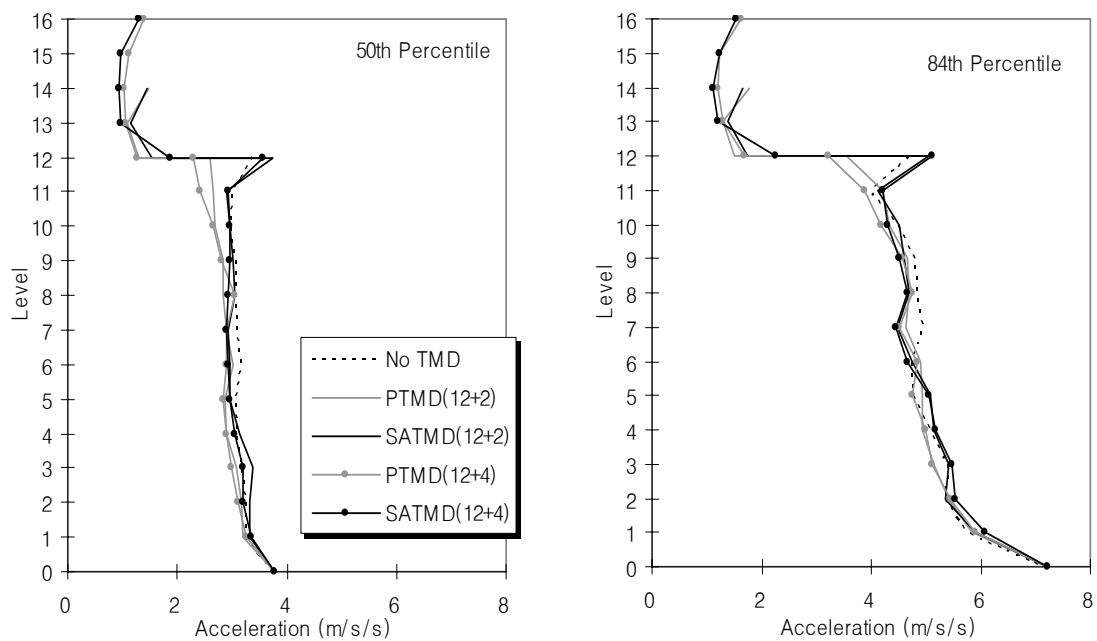 16
15
14
13
12
11
10
9
8
7
6
5
4
3
2
1
0
Level
0 2 4 6 8
Acceleration (m/s/s)
50th Percentile
No TMD
PTMD(12+2)
SATMD(12+2)
PTMD(12+4)
SATMD(12+4)
16
15
14
13
12
11
10
9
8
7
6
5
4
3
2
1
0
Level
0 2 4 6 8
Acceleration (m/s/s)
84th Percentile